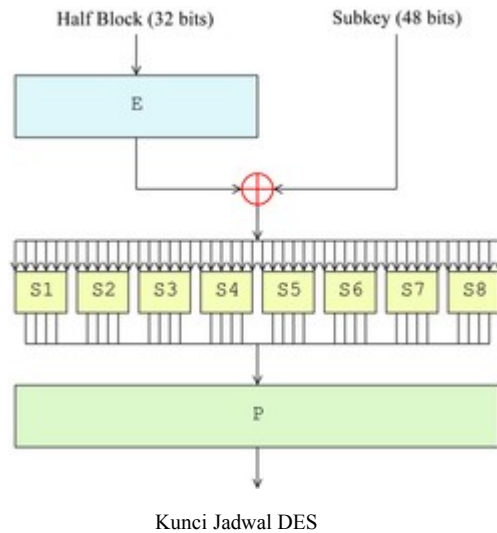 Half Block (32 bits) Subkey (48 bits)
E
S1 S2 S3 S4 S5 S6 S7 S8
P
Kunci Jadwal DES